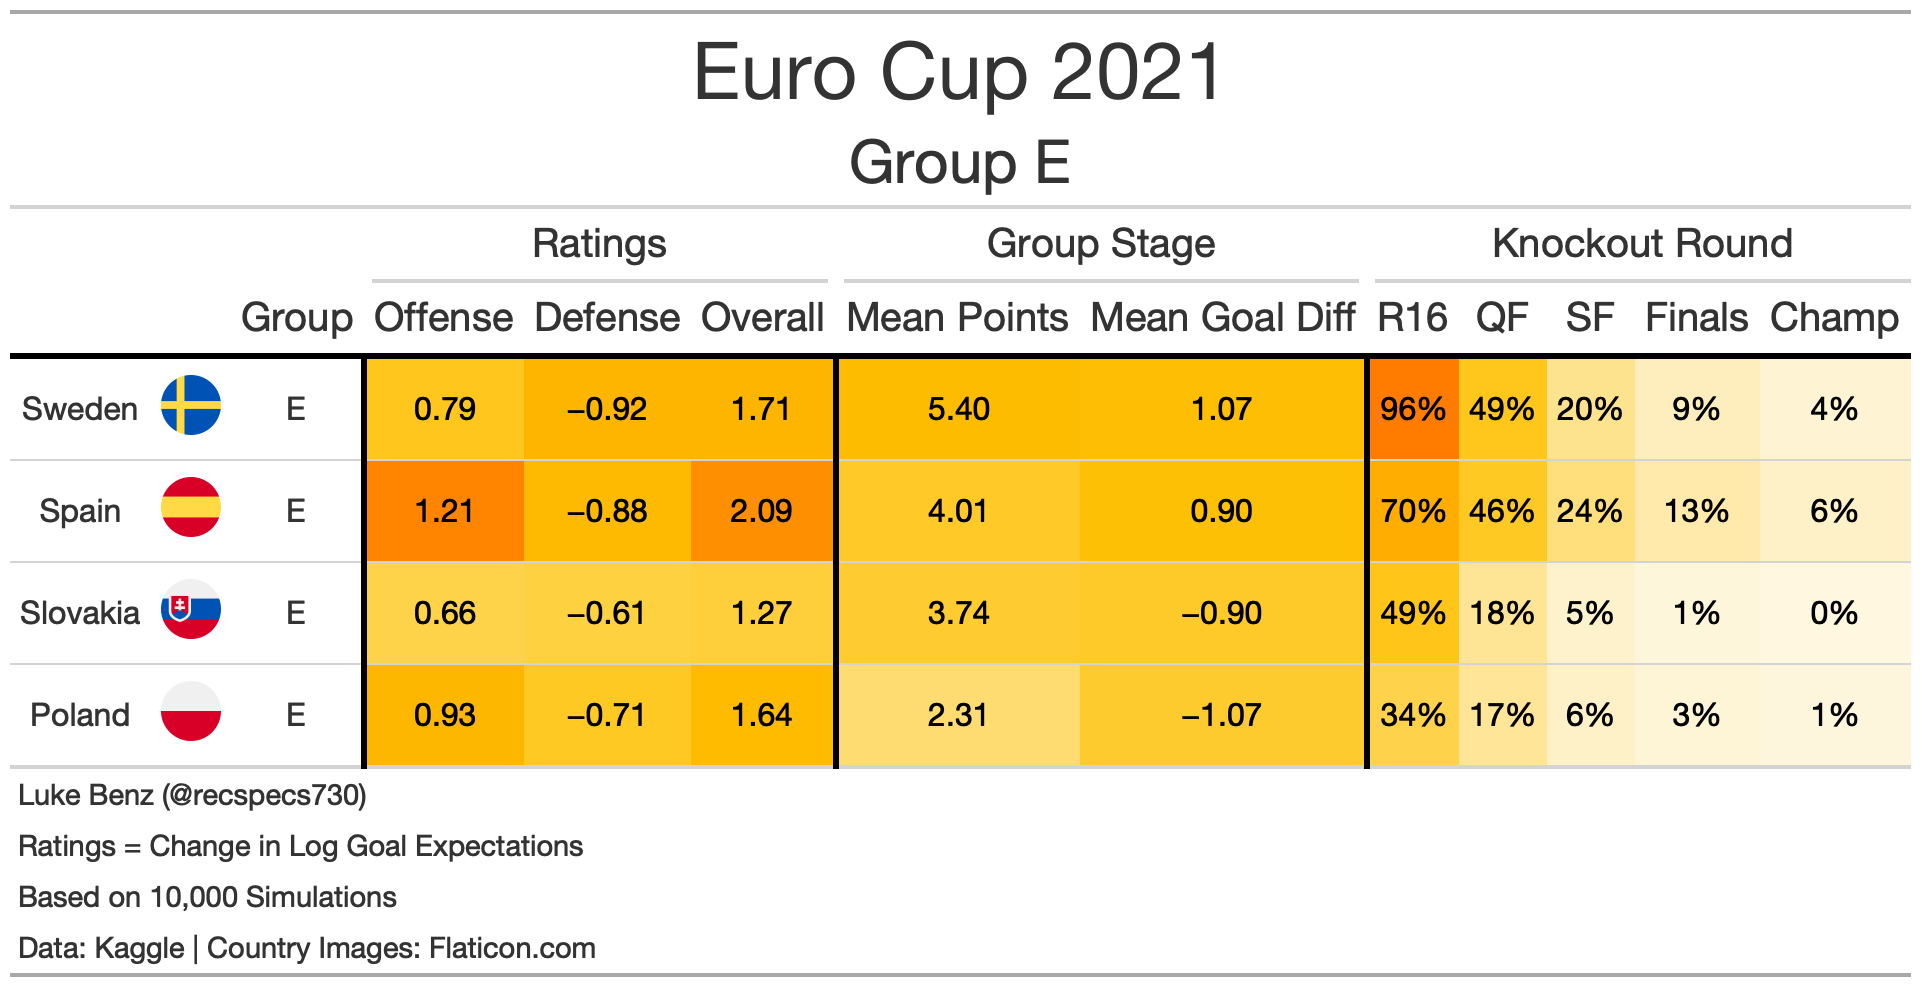 Euro Cup 2021
Group E
Ratings Group Stage Knockout Round
Group Offense Defense Overall Mean Points Mean Goal Diff R16 QF SF Finals Champ
Sweden E 0.79 −0.92 1.71 5.40 1.07 96% 49% 20% 9% 4%
Spain E 1.21 −0.88 2.09 4.01 0.90 70% 46% 24% 13% 6%
Slovakia E 0.66 −0.61 1.27 3.74 −0.90 49% 18% 5% 1% 0%
Poland E 0.93 −0.71 1.64 2.31 −1.07 34% 17% 6% 3% 1%
Luke Benz (@recspecs730)
Ratings = Change in Log Goal Expectations
Based on 10,000 Simulations
Data: Kaggle | Country Images: Flaticon.com